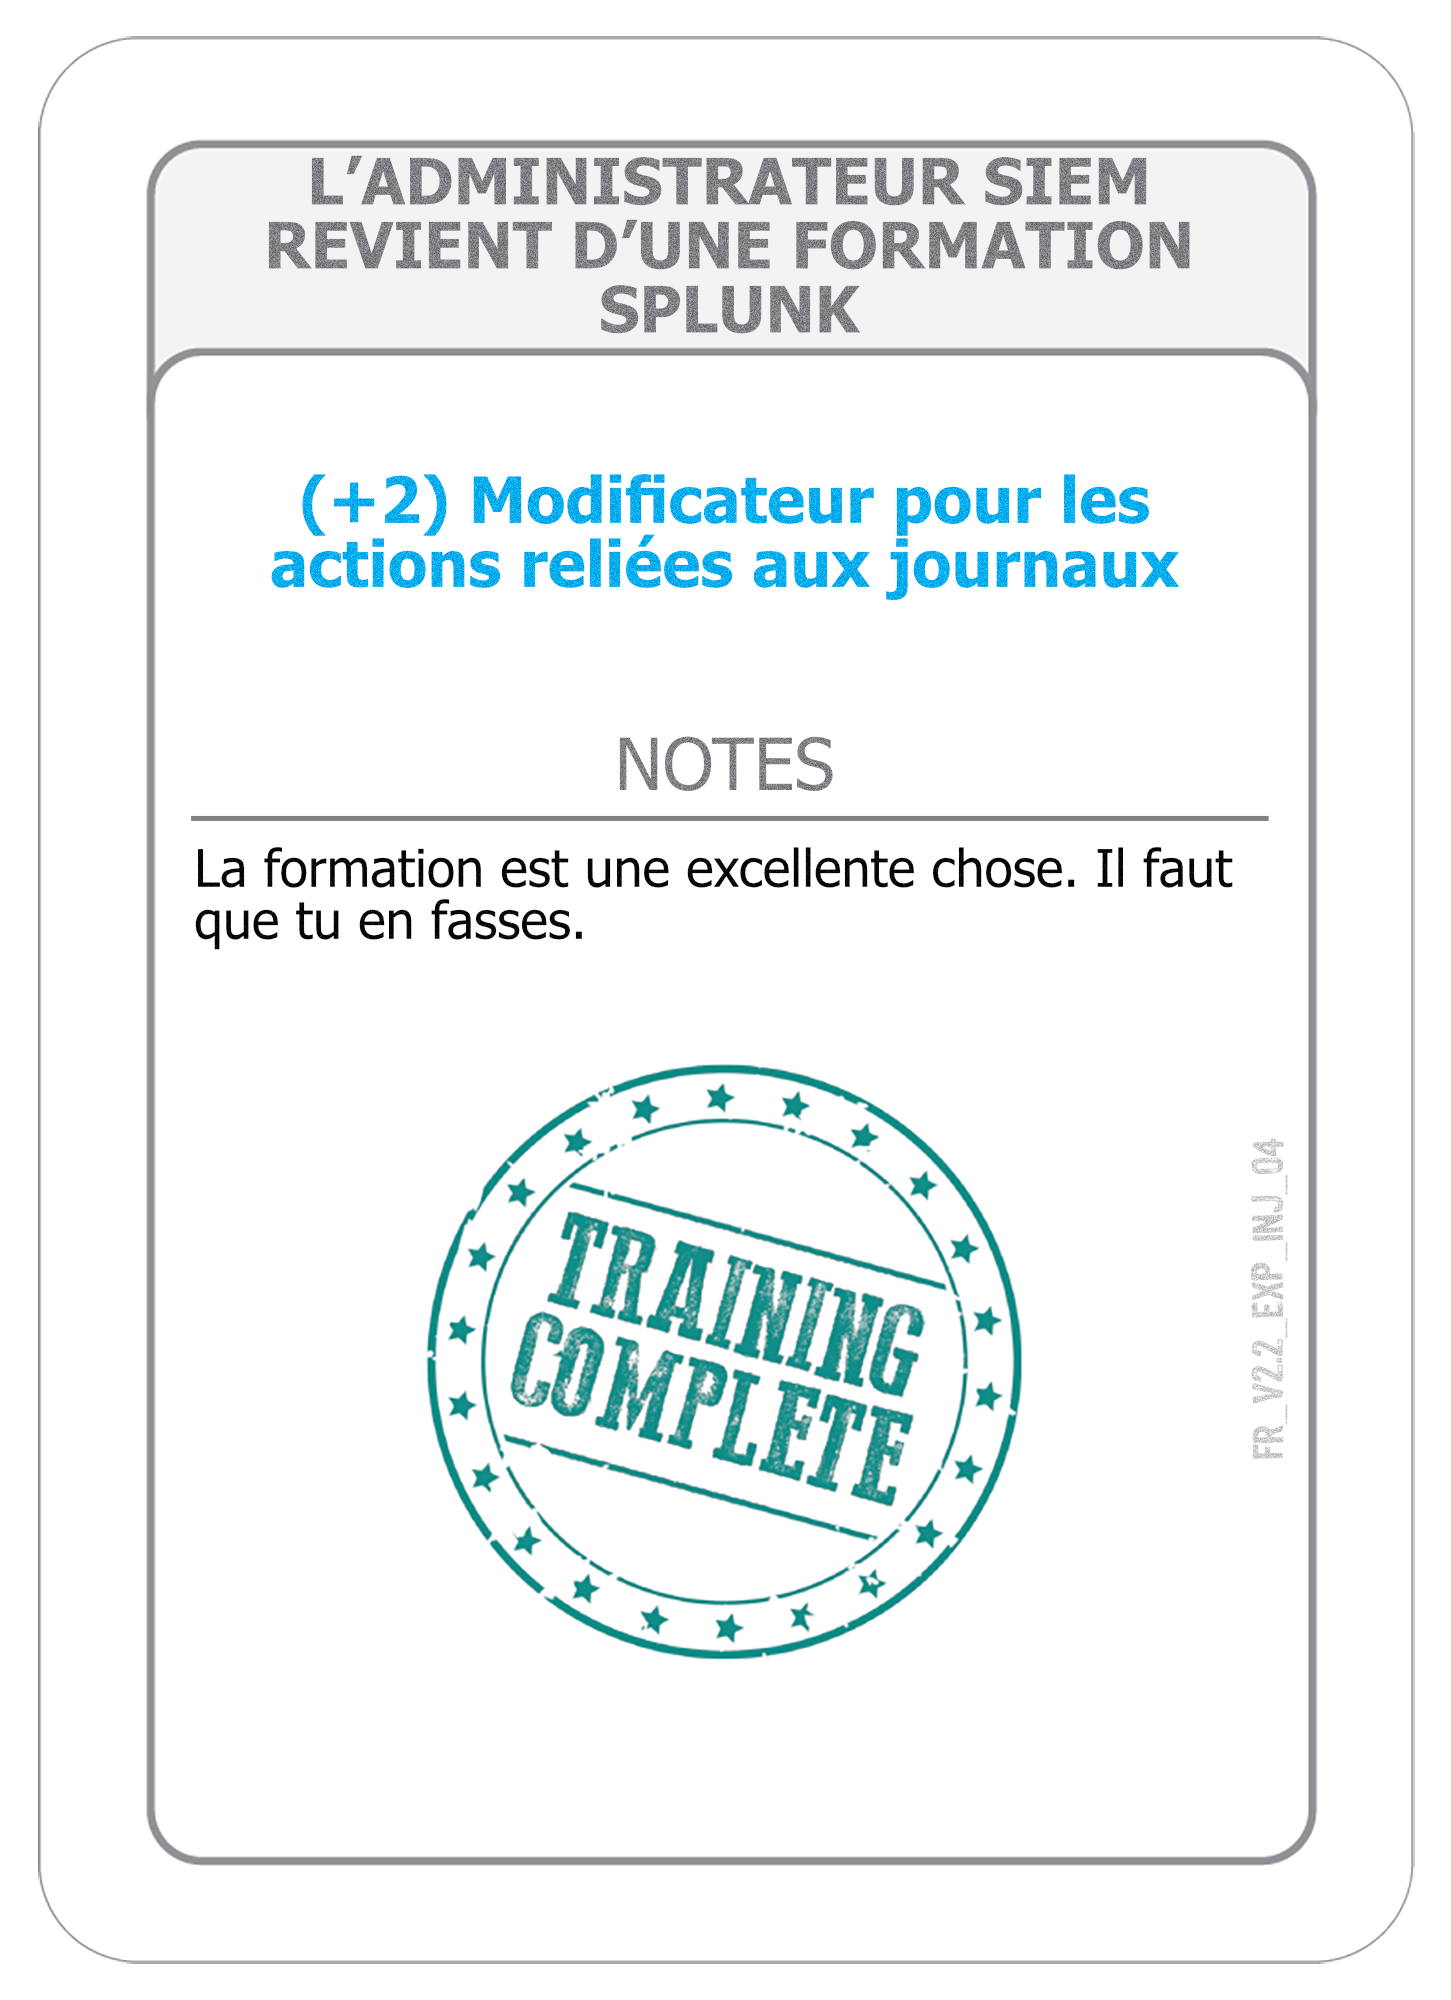 L’ADMINISTRATEUR SIEM
REVIENT D’UNE FORMATION
SPLUNK
(+2) Modificateur pour les
actions reliées aux journaux
NOTES
La formation est une excellente chose. Il faut
que tu en fasses.
TRAINING
COMPLETE
FR_V2.2_EXP_INJ_04